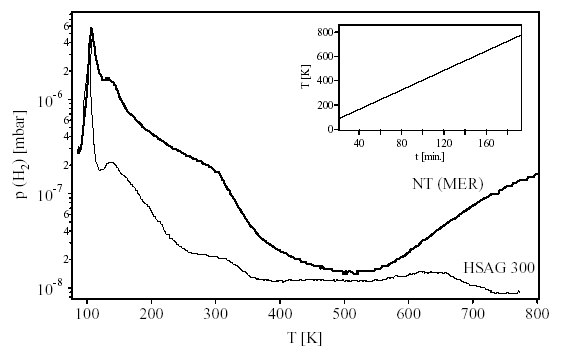 6
4
2
10⁻⁶
6
4
2
10⁻⁷
6
4
2
10⁻⁸
p (H₂) [mbar]
800
600
400
200
0
T [K]
40 80 120 160
t [min.]
NT (MER)
HSAG 300
100 200 300 400 500 600 700 800
T [K]